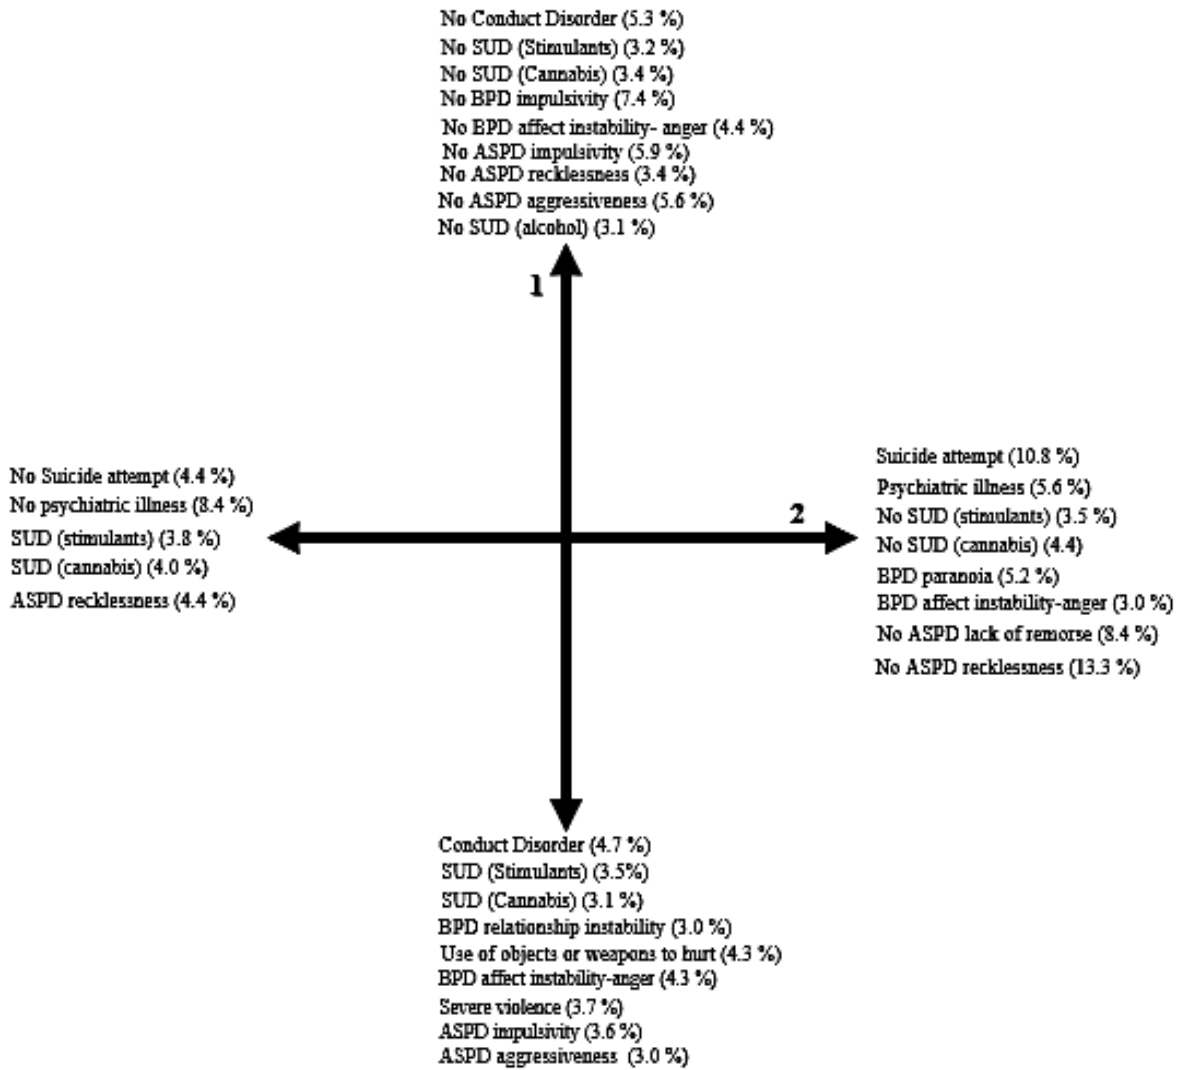 No Conduct Disorder (5.3 %)
No SUD (Stimulants) (3.2 %)
No SUD (Cannabis) (3.4 %)
No BPD impulsivity (7.4 %)
No BPD affect instability- anger (4.4 %)
No ASPD impulsivity (5.9 %)
No ASPD recklessness (3.4 %)
No ASPD aggressiveness (5.6 %)
No SUD (alcohol) (3.1 %)
1
No Suicide attempt (4.4 %)
No psychiatric illness (8.4 %)
SUD (stimulants) (3.8 %)
SUD (cannabis) (4.0 %)
ASPD recklessness (4.4 %)
2
Suicide attempt (10.8 %)
Psychiatric illness (5.6 %)
No SUD (stimulants) (3.5 %)
No SUD (cannabis) (4.4)
BPD paranoia (5.2 %)
BPD affect instability-anger (3.0 %)
No ASPD lack of remorse (8.4 %)
No ASPD recklessness (13.3 %)
Conduct Disorder (4.7 %)
SUD (Stimulants) (3.5%)
SUD (Cannabis) (3.1 %)
BPD relationship instability (3.0 %)
Use of objects or weapons to hurt (4.3 %)
BPD affect instability-anger (4.3 %)
Severe violence (3.7 %)
ASPD impulsivity (3.6 %)
ASPD aggressiveness (3.0 %)